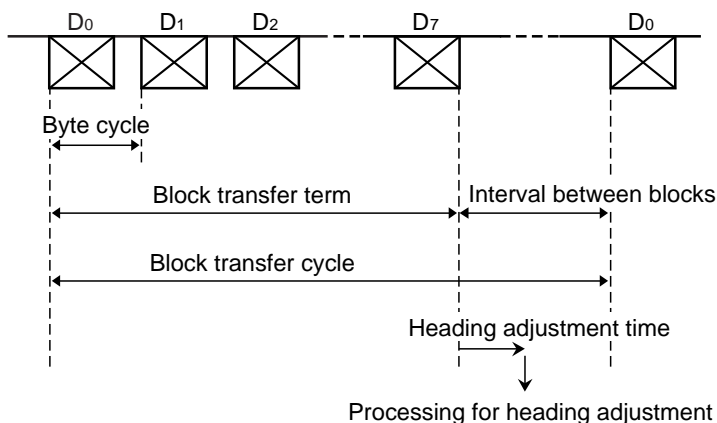 D0 D1 D2 D7 D0
Byte cycle
Block transfer term Interval between blocks
Block transfer cycle
Heading adjustment time
Processing for heading adjustment